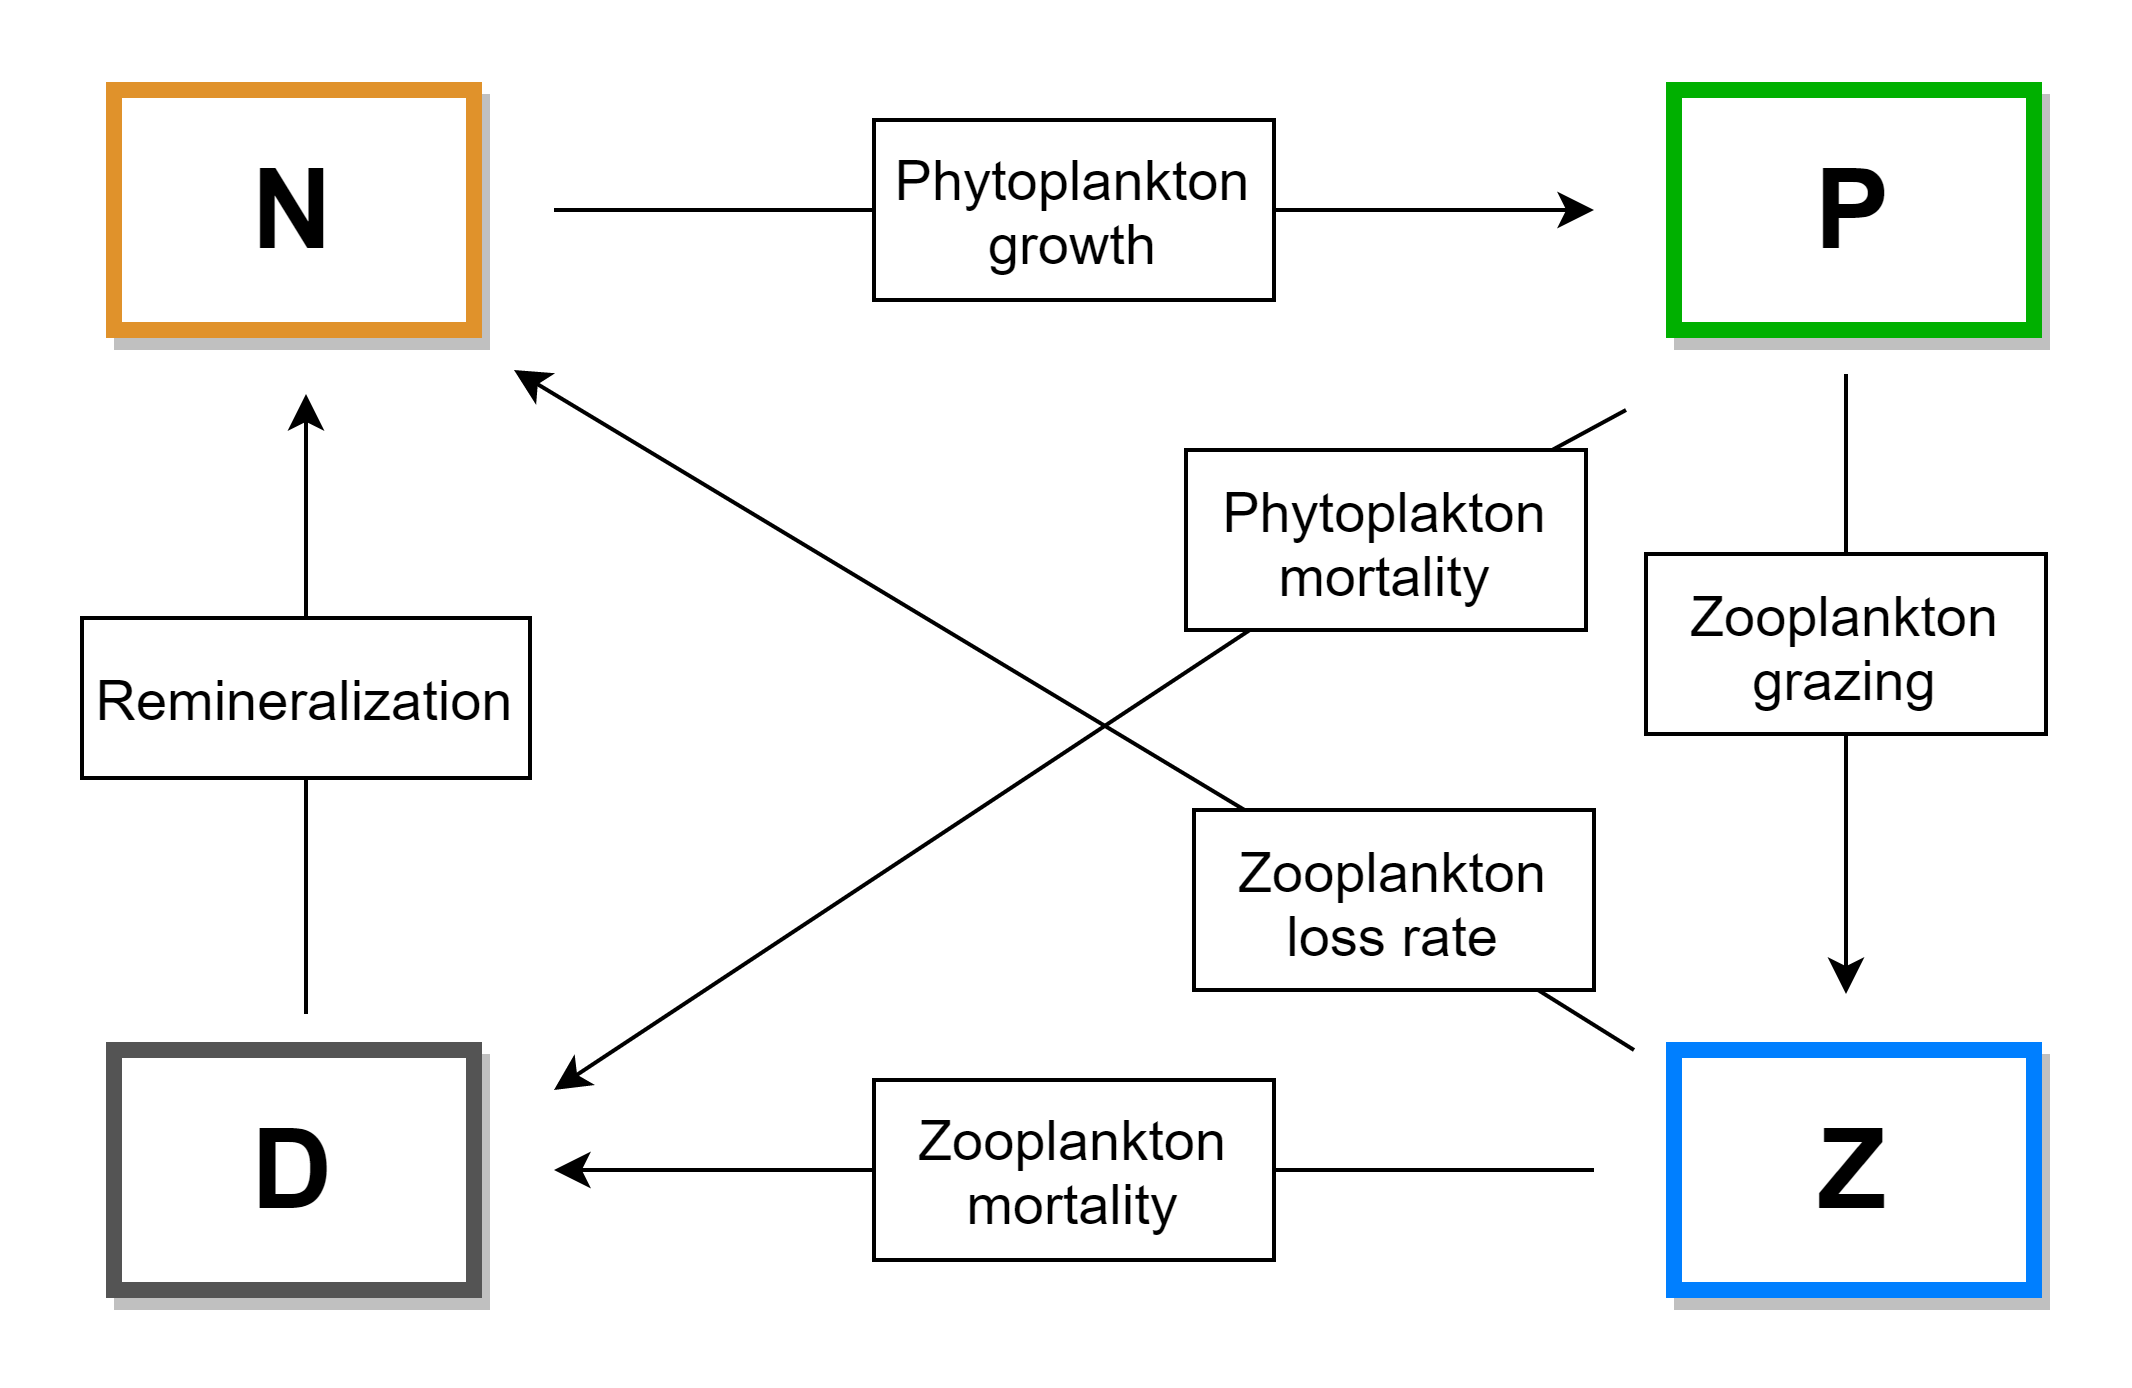 N
Phytoplankton
growth
P
Phytoplakton
mortality
Zooplankton
grazing
Remineralization
Zooplankton
loss rate
D
Zooplankton
mortality
Z